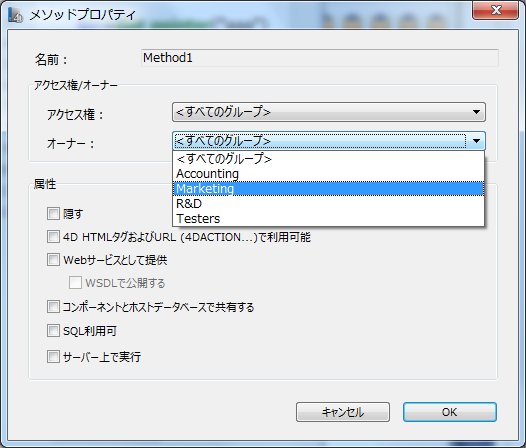 メソッドプロパティ
名前： Method1
アクセス権/オーナー
アクセス権： <すべてのグループ>
オーナー： <すべてのグループ>
<すべてのグループ>
Accounting
Marketing
R&D
Testers
属性
隠す
4D HTMLタグおよびURL (4DACTION...)で利用可能
Webサービスとして提供
WSDLで公開する
コンポーネントとホストデータベースで共有する
SQL利用可
サーバー上で実行
キャンセル OK